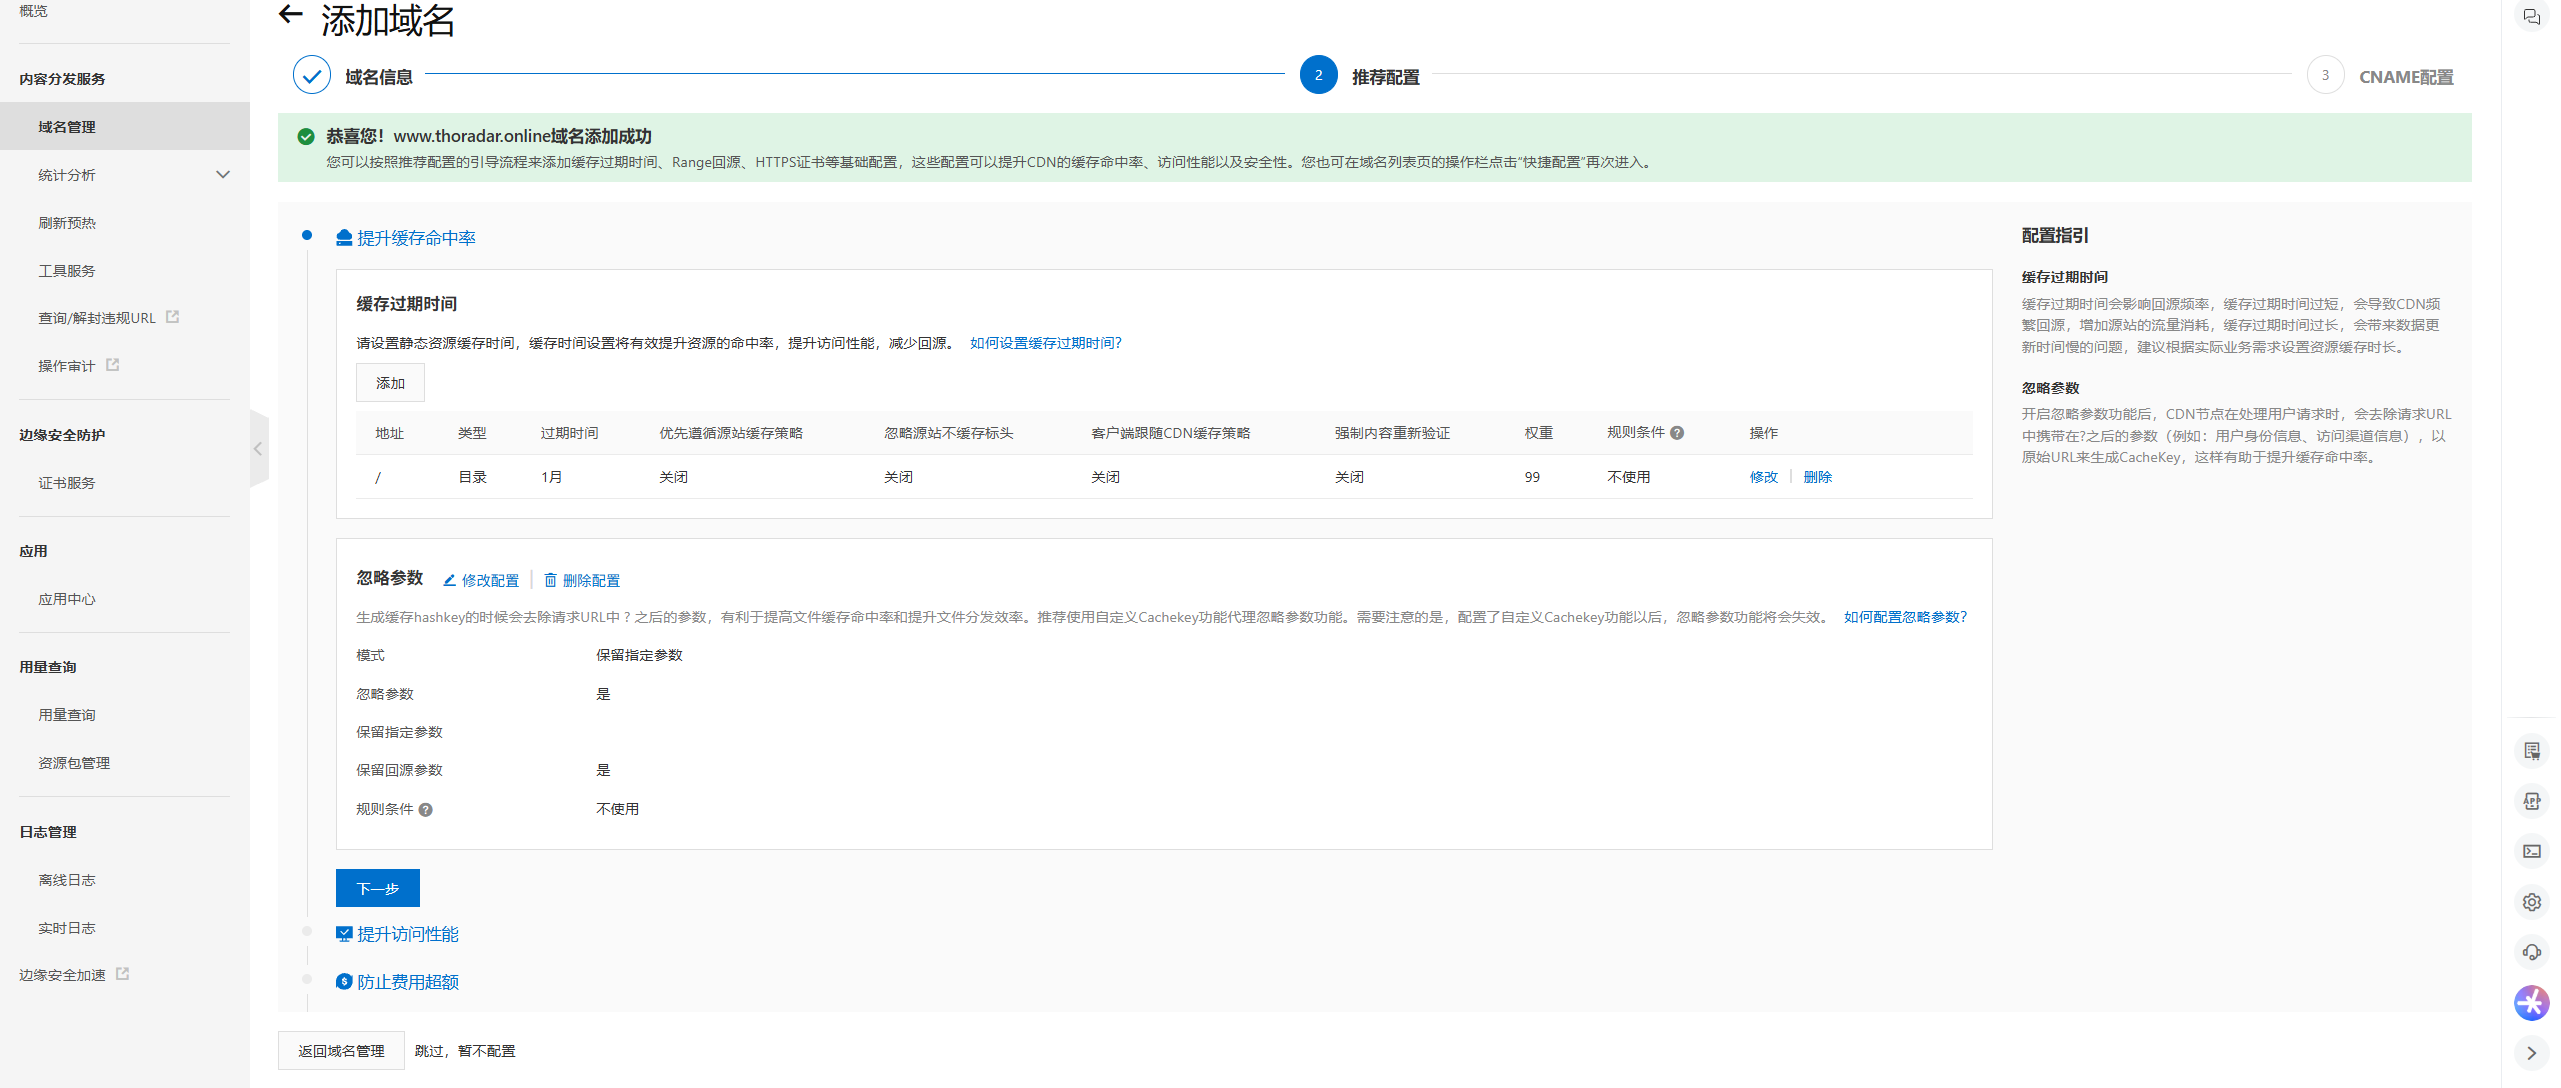 概览
内容分发服务
域名管理
统计分析
刷新预热
工具服务
查询/解封违规URL
操作审计
边缘安全防护
证书服务
应用
应用中心
用量查询
用量查询
资源包管理
日志管理
离线日志
实时日志
边缘安全加速
添加域名
域名信息
2
推荐配置
3
CNAME配置
恭喜您！www.thoradar.online域名添加成功
您可以按照推荐配置的引导流程来添加缓存过期时间、Range回源、HTTPS证书等基础配置，这些配置可以提升CDN的缓存命中率、访问性能以及安全性。您也可在域名列表页的操作栏点击“快捷配置”再次进入。
提升缓存命中率
缓存过期时间
请设置静态资源缓存时间，缓存时间设置将有效提升资源的命中率，提升访问性能，减少回源。 如何设置缓存过期时间？
添加
地址 类型 过期时间 优先遵循源站缓存策略 忽略源站不缓存标头 客户端跟随CDN缓存策略 强制内容重新验证 权重 规则条件 ? 操作
/ 目录 1月 关闭 关闭 关闭 关闭 99 不使用 修改 删除
忽略参数 修改配置 删除配置
生成缓存hashkey的时候会去除请求URL中 ? 之后的参数，有利于提高文件缓存命中率和提升文件分发效率。推荐使用自定义Cachekey功能代理忽略参数功能。需要注意的是，配置了自定义Cachekey功能以后，忽略参数功能将会失效。 如何配置忽略参数？
模式 保留指定参数
忽略参数 是
保留指定参数
保留回源参数 是
规则条件 ? 不使用
下一步
提升访问性能
防止费用超额
返回域名管理 跳过，暂不配置
配置指引
缓存过期时间
缓存过期时间会影响回源频率，缓存过期时间过短，会导致CDN频
繁回源，增加源站的流量消耗，缓存过期时间过长，会带来数据更
新时间慢的问题，建议根据实际业务需求设置资源缓存时长。
忽略参数
开启忽略参数功能后，CDN节点在处理用户请求时，会去除请求URL
中携带在?之后的参数（例如：用户身份信息、访问渠道信息），以
原始URL来生成CacheKey，这样有助于提升缓存命中率。
APP